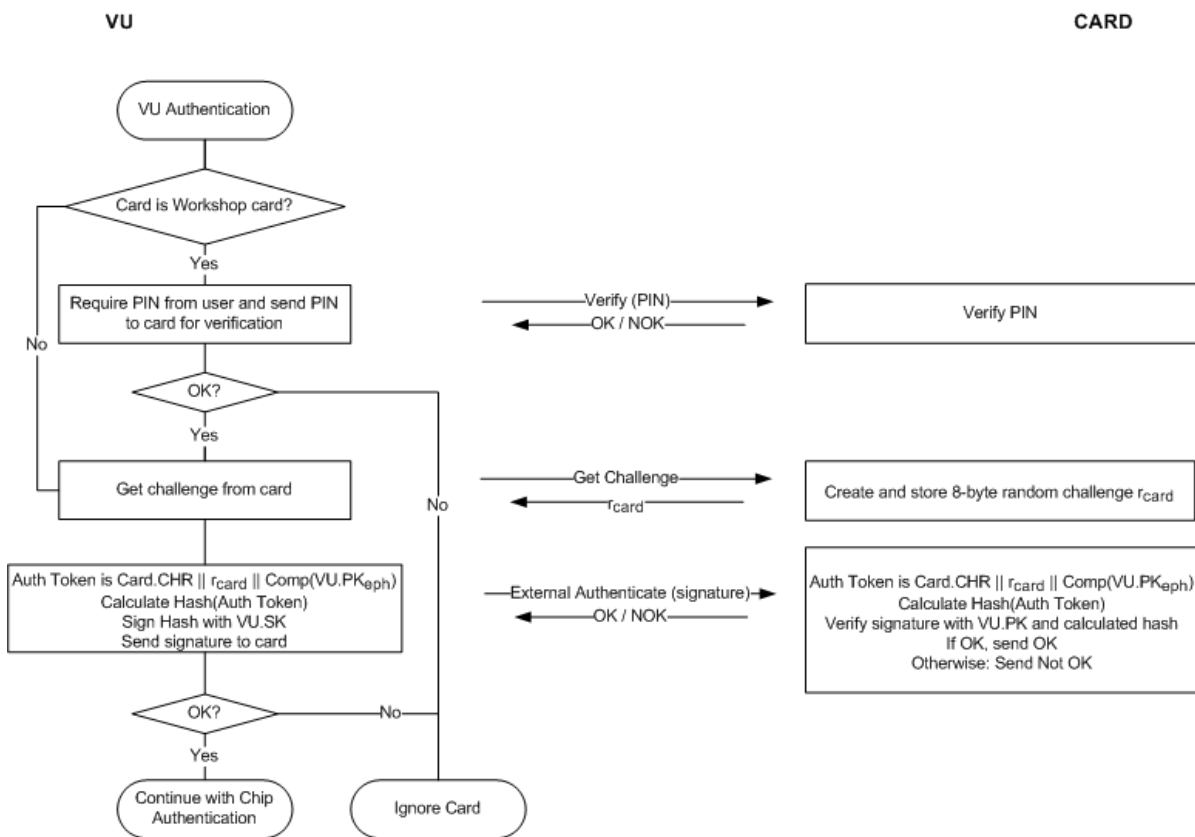 VU
CARD
VU Authentication
Card is Workshop card?
Yes
Require PIN from user and send PIN
to card for verification
Verify (PIN)
OK / NOK
Verify PIN
No
OK?
Yes
Get challenge from card
Get Challenge
rcard
Create and store 8-byte random challenge rcard
No
Auth Token is Card.CHR || rcard || Comp(VU.PKeph)
Calculate Hash(Auth Token)
Sign Hash with VU.SK
Send signature to card
External Authenticate (signature)
OK / NOK
Auth Token is Card.CHR || rcard || Comp(VU.PKeph)
Calculate Hash(Auth Token)
Verify signature with VU.PK and calculated hash
If OK, send OK
Otherwise: Send Not OK
OK?
No
Yes
Continue with Chip
Authentication
Ignore Card